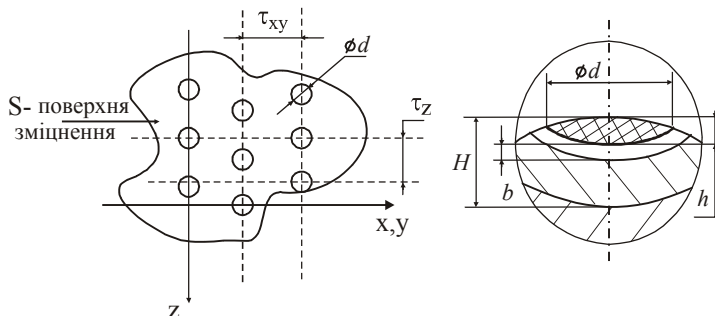 τxy
ϕd
S- поверхня
зміцнення
τz
x,y
z
ϕd
H
b
h